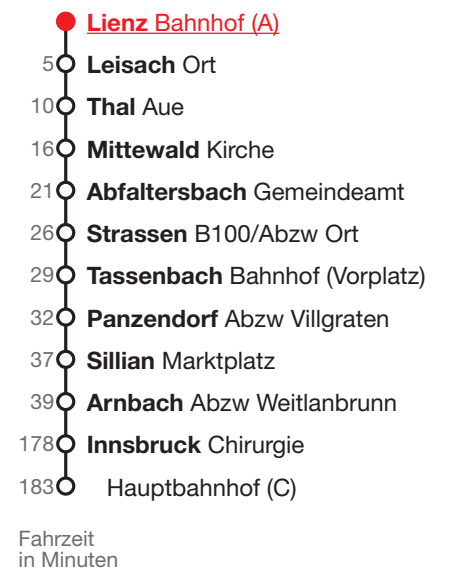 Lienz Bahnhof (A)
5 Leisach Ort
10 Thal Aue
16 Mittewald Kirche
21 Abfaltersbach Gemeindeamt
26 Strassen B100/Abzw Ort
29 Tassenbach Bahnhof (Vorplatz)
32 Panzendorf Abzw Villgraten
37 Sillian Marktplatz
39 Arnbach Abzw Weitlanbrunn
178 Innsbruck Chirurgie
183 Hauptbahnhof (C)
Fahrzeit
in Minuten